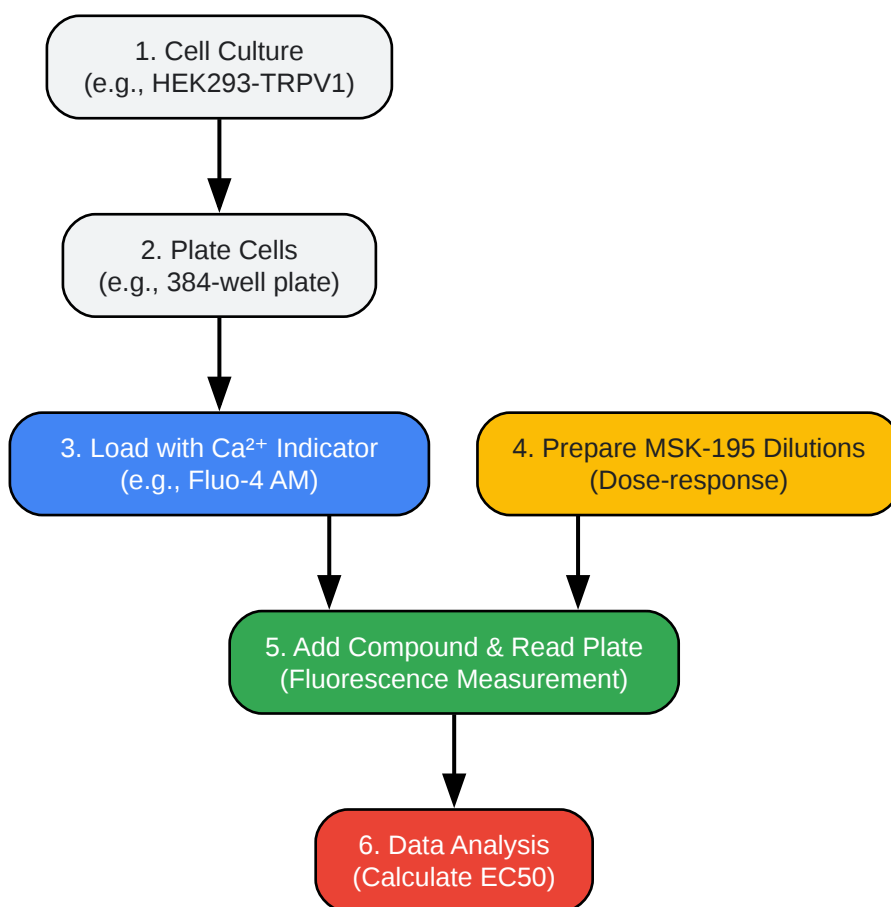 1. Cell Culture
(e.g., HEK293-TRPV1)
2. Plate Cells
(e.g., 384-well plate)
3. Load with Ca²⁺ Indicator
(e.g., Fluo-4 AM)
4. Prepare MSK-195 Dilutions
(Dose-response)
5. Add Compound & Read Plate
(Fluorescence Measurement)
6. Data Analysis
(Calculate EC50)